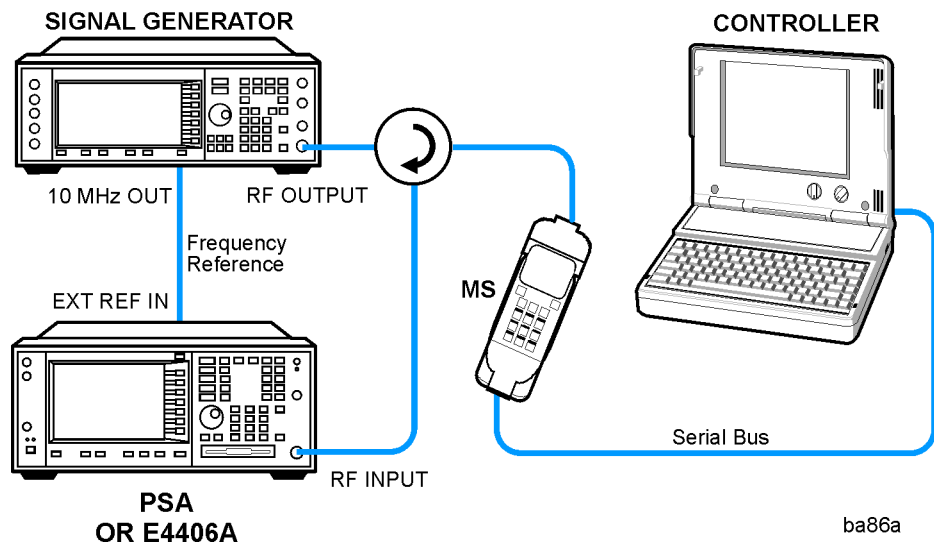 SIGNAL GENERATOR
CONTROLLER
10 MHz OUT
RF OUTPUT
Frequency
Reference
MS
EXT REF IN
Serial Bus
RF INPUT
PSA
OR E4406A
ba86a